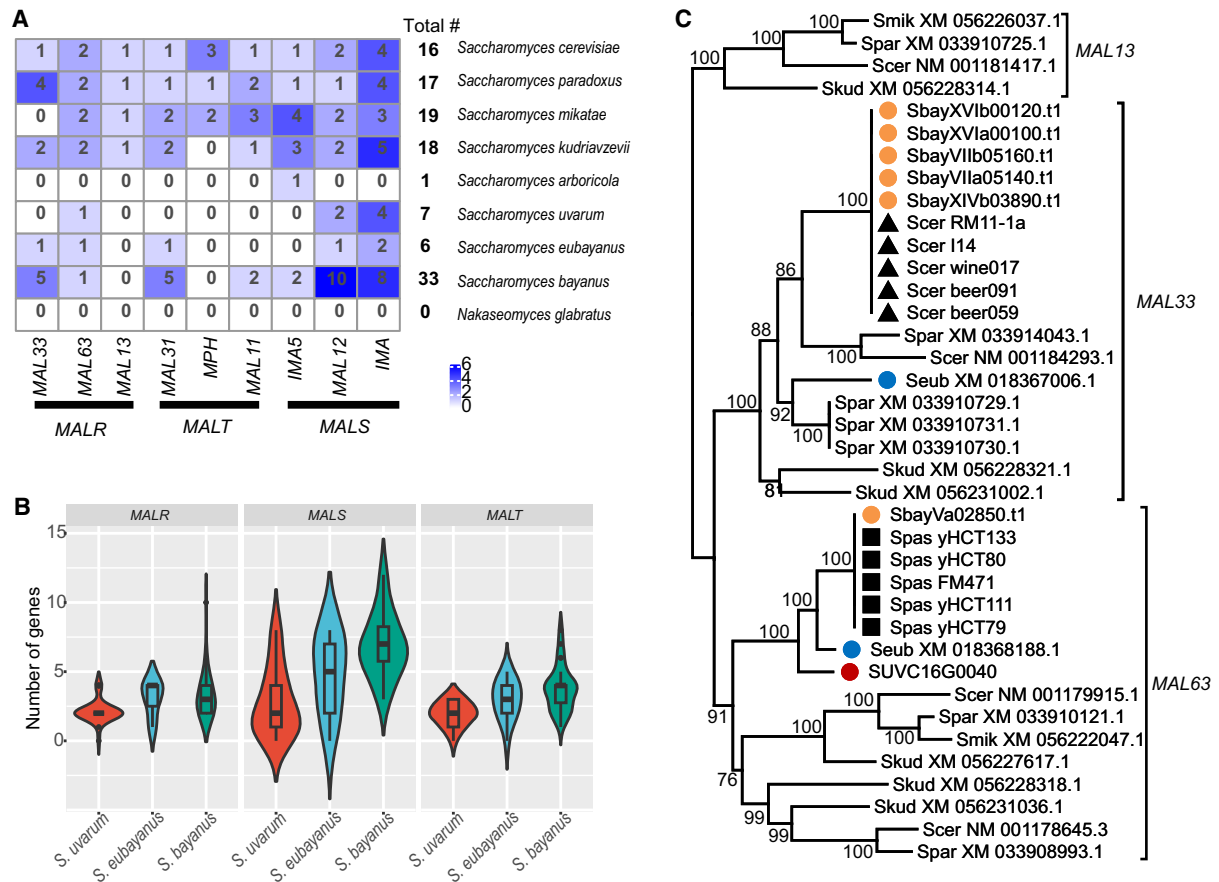 A
Total #
1 2 1 1 3 1 1 2 4 16 Saccharomyces cerevisiae
4 2 1 1 1 2 1 1 4 17 Saccharomyces paradoxus
0 2 1 2 2 3 4 2 3 19 Saccharomyces mikatae
2 2 1 2 0 1 3 2 5 18 Saccharomyces kudriavzevii
0 0 0 0 0 0 1 0 0 1 Saccharomyces arboricola
0 1 0 0 0 0 0 2 4 7 Saccharomyces uvarum
1 1 0 1 0 0 0 1 2 6 Saccharomyces eubayanus
5 1 0 5 0 2 2 10 8 33 Saccharomyces bayanus
0 0 0 0 0 0 0 0 0 0 Nakaseomyces glabratus
MAL33 MAL63 MAL13 MAL31 MPH MAL11 IMA5 MAL12 IMA
MALR MALT MALS
6
4
2
0
B
MALR MALS MALT
Number of genes
15
10
5
0
S. uvarum S. eubayanus S. bayanus S. uvarum S. eubayanus S. bayanus S. uvarum S. eubayanus S. bayanus
C
100 Smik XM 056226037.1
100 Spar XM 033910725.1
MAL13
100 Scer NM 001181417.1
Skud XM 056228314.1
SbayXVIb00120.t1
SbayXVIa00100.t1
SbayVIIb05160.t1
SbayVIIa05140.t1
100 SbayXIVb03890.t1
Scer RM11-1a
Scer I14
86 Scer wine017
Scer beer091
MAL33
Scer beer059
88 Spar XM 033914043.1
100 Scer NM 001184293.1
Seub XM 018367006.1
100 Spar XM 033910729.1
92 Spar XM 033910731.1
100 Spar XM 033910730.1
Skud XM 056228321.1
81 Skud XM 056231002.1
SbayVa02850.t1
Spas yHCT133
100 Spas yHCT80
Spas FM471
100 Spas yHCT111
100 Spas yHCT79
Seub XM 018368188.1
SUVC16G0040
MAL63
100 Scer NM 001179915.1
91 100 Spar XM 033910121.1
100 Smik XM 056222047.1
Skud XM 056227617.1
76 Skud XM 056228318.1
99 Skud XM 056231036.1
99 Scer NM 001178645.3
100 Spar XM 033908993.1